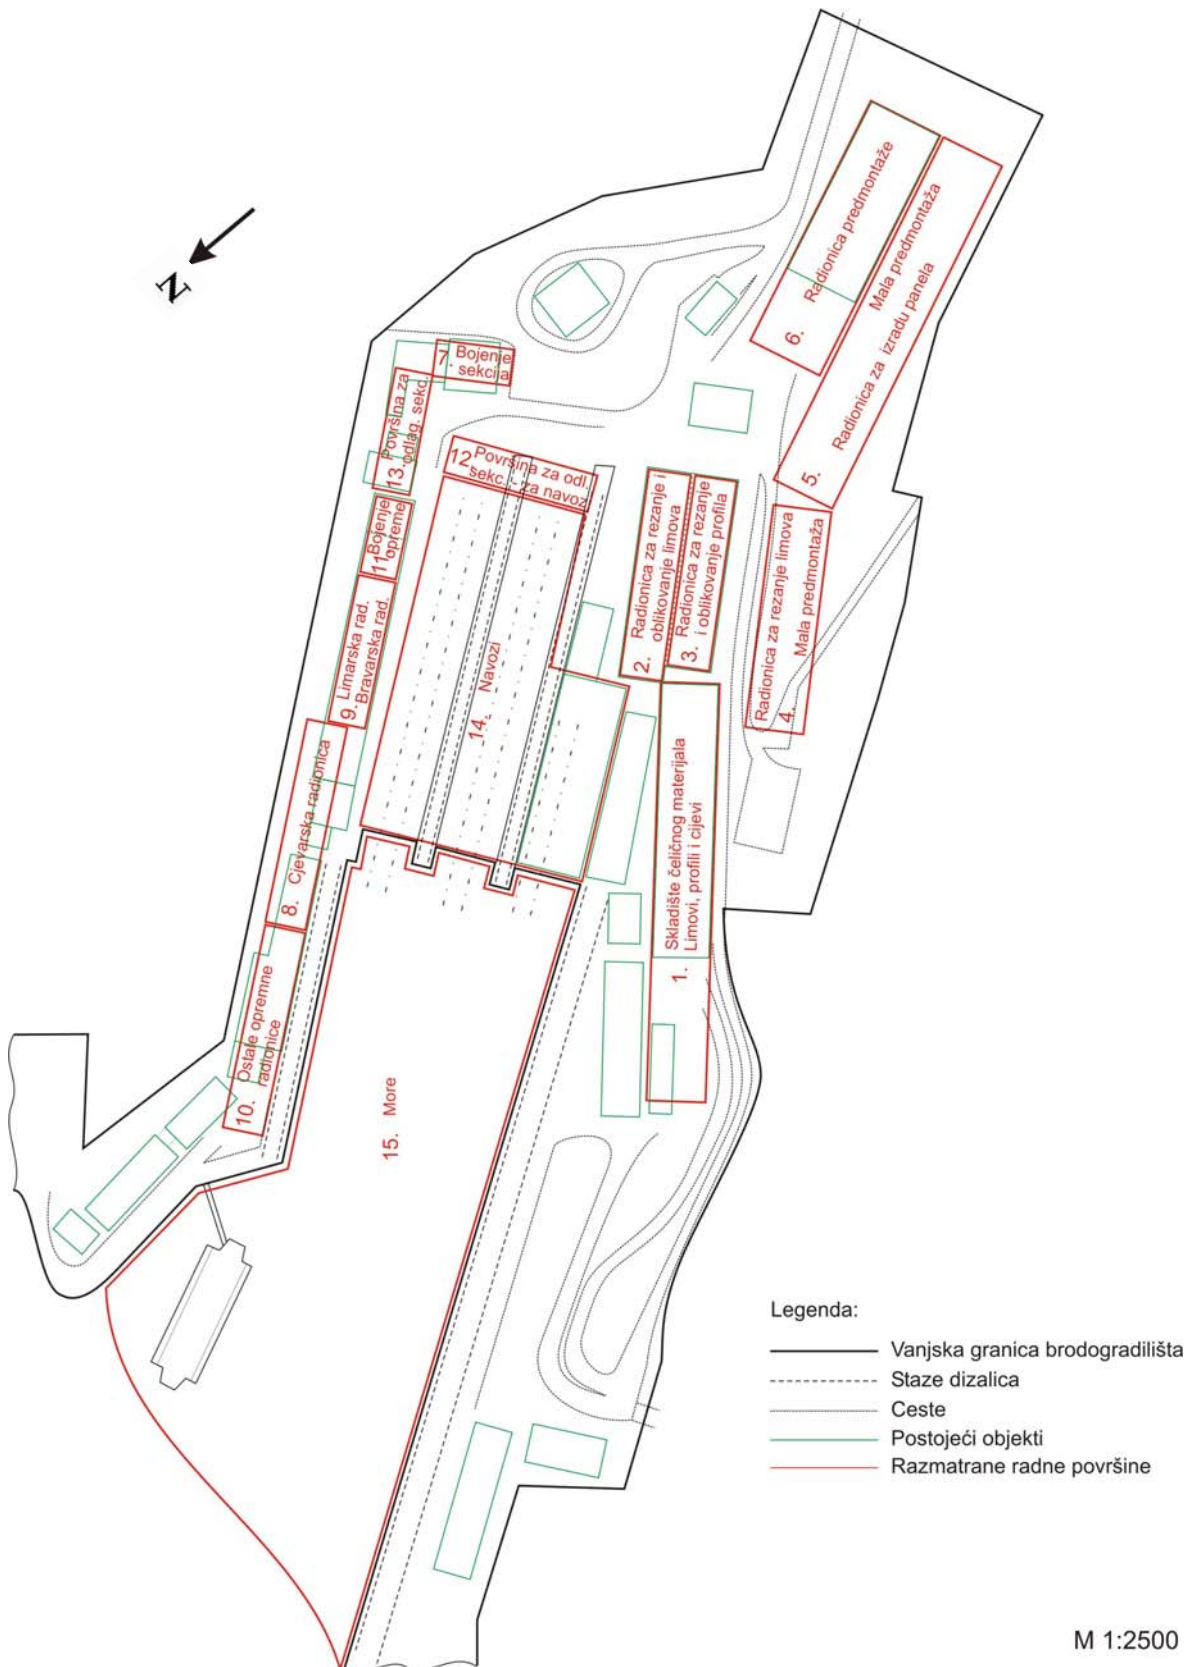 N
6. Radionica predmontaže
Mala predmontaža
5. Radionica za izradu panela
7. Bojenje
sekcija
13. Površina za
odlag. sekc.
12. Površina za odl.
sekc. - za navoz
11. Bojenje
opreme
2. Radionica za rezanje i
oblikovanje limova
3. Radionica za rezanje
i oblikovanje profila
Radionica za rezanje limova
4. Mala predmontaža
9. Limarska rad.
Bravarska rad.
14. Navozi
8. Cjevarska radionica
1. Skladište čeličnog materijala
Limovi, profili i cijevi
10. Ostale opremne
radionice
15. More
Legenda:
Vanjska granica brodogradilišta
Staze dizalica
Ceste
Postojeći objekti
Razmatrane radne površine
M 1:2500